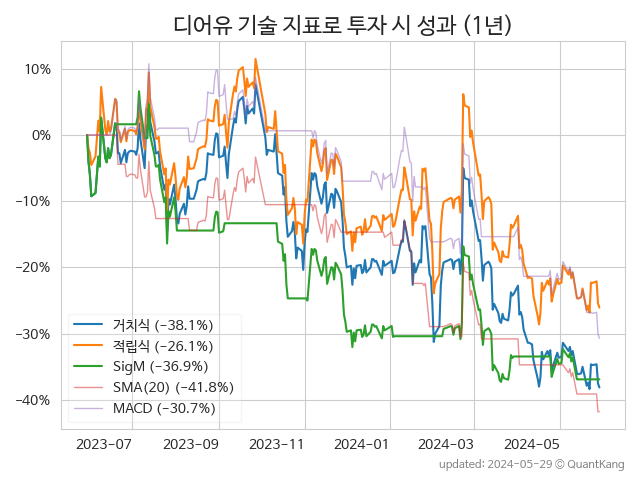 디어유 기술 지표로 투자 시 성과 (1년)
10%
0%
−10%
−20%
−30%
−40%
거치식 (−38.1%)
적립식 (−26.1%)
SigM (−36.9%)
SMA(20) (−41.8%)
MACD (−30.7%)
2023−07 2023−09 2023−11 2024−01 2024−03 2024−05
updated: 2024−05−29 © QuantKang